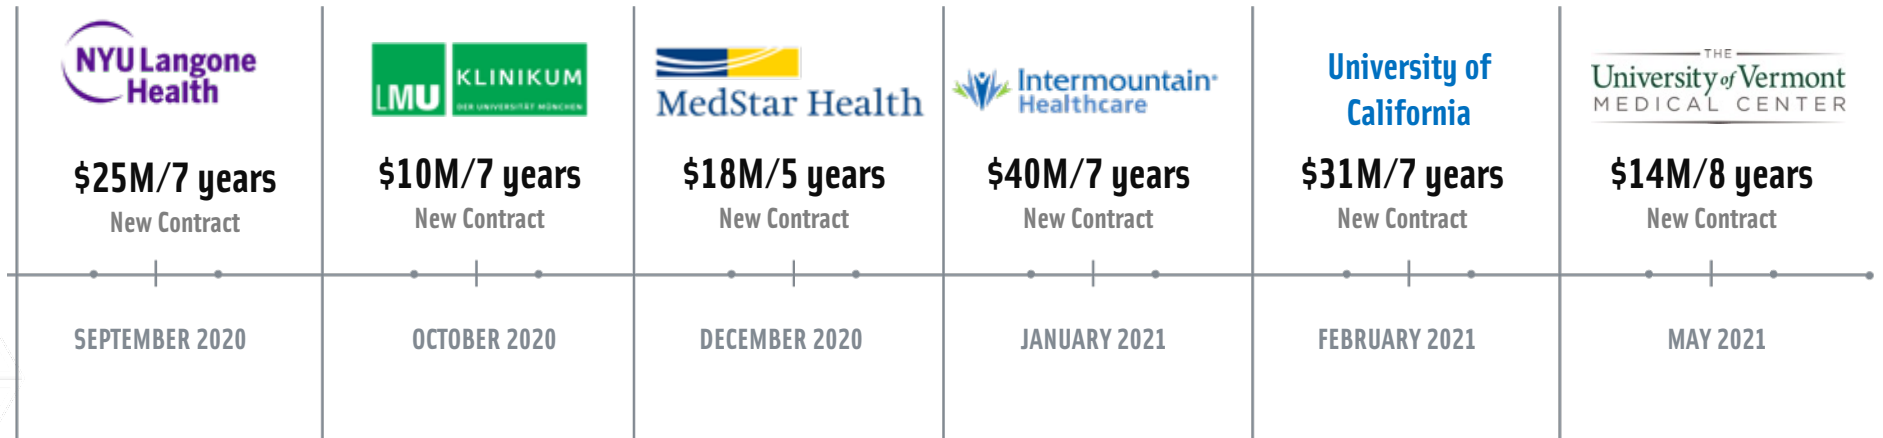 NYU Langone
Health
$25M/7 years
New Contract
SEPTEMBER 2020
LMU KLINIKUM
DER UNIVERSITÄT MÜNCHEN
$10M/7 years
New Contract
OCTOBER 2020
MedStar Health
$18M/5 years
New Contract
DECEMBER 2020
Intermountain
Healthcare
$40M/7 years
New Contract
JANUARY 2021
University of
California
$31M/7 years
New Contract
FEBRUARY 2021
THE
University of Vermont
MEDICAL CENTER
$14M/8 years
New Contract
MAY 2021